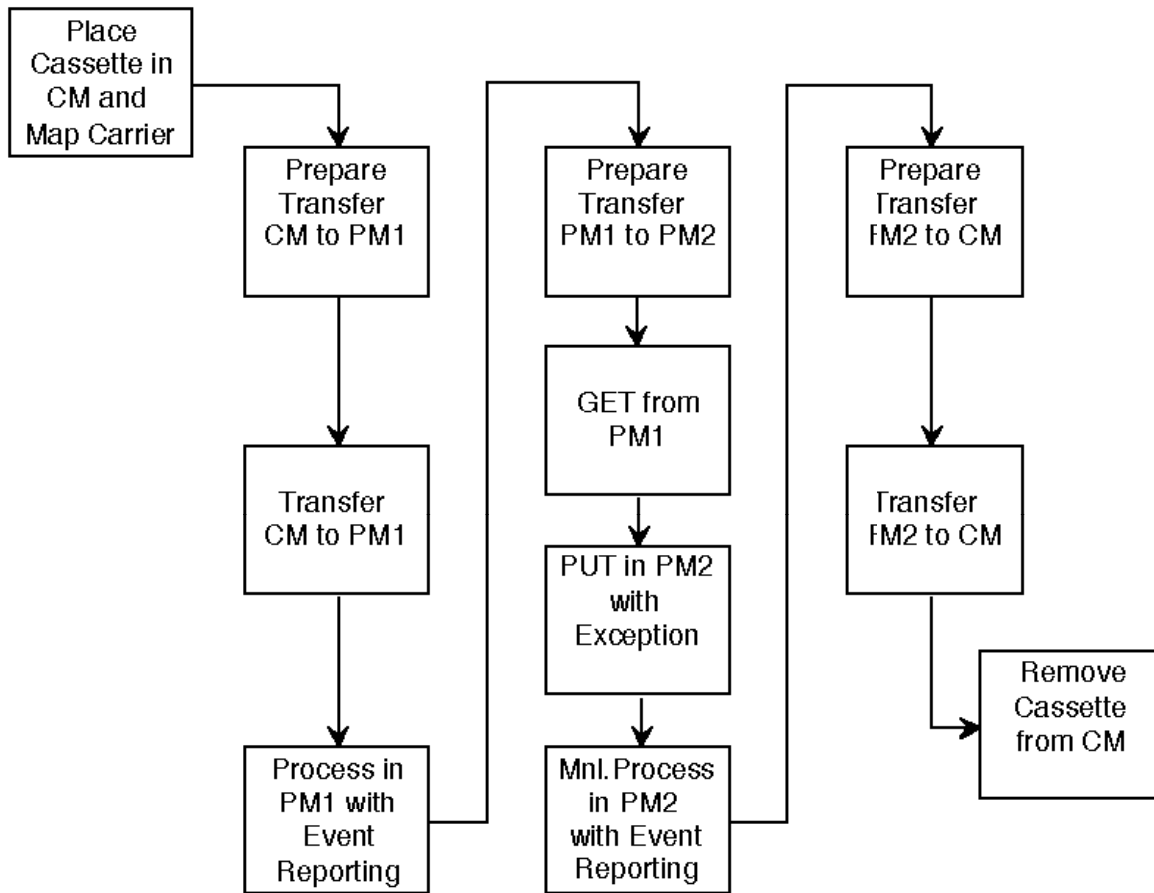 Place
Cassette in
CM and
Map Carrier
Prepare
Transfer
CM to PM1
Transfer
CM to PM1
Process in
PM1 with
Event
Reporting
Prepare
Transfer
PM1 to PM2
GET from
PM1
PUT in PM2
with
Exception
Mnl. Process
in PM2
with Event
Reporting
Prepare
Transfer
PM2 to CM
Transfer
PM2 to CM
Remove
Cassette
from CM